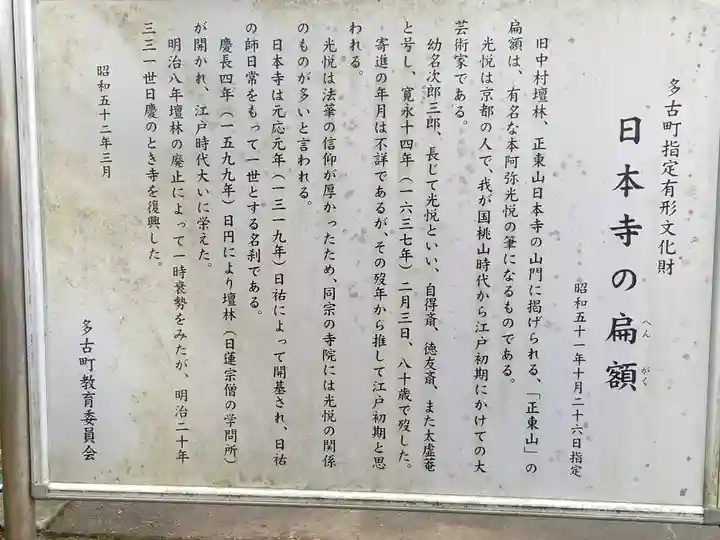 多古町指定有形文化財
日本寺の扁額
へん がく
昭和五十一年十月二十六日指定
旧中村壇林、正東山日本寺の山門に掲げられる、「正東山」の
扁額は、有名な本阿弥光悦の筆になるものである。
光悦は京都の人で、我が国桃山時代から江戸初期にかけての大
芸術家である。
幼名次郎三郎、長じて光悦といい、自得斎、徳友斎、また太虚菴
と号し、寛永十四年（一六三七年）二月三日、八十歳で歿した。
寄進の年月は不詳であるが、その歿年から推して江戸初期と思
われる。
光悦は法華の信仰が厚かったため、同宗の寺院には光悦の関係
のものが多いと言われる。
日本寺は元応元年（一三一九年）日祐によって開基され、日祐
の師日常をもって一世とする名刹である。
慶長四年（一五九九年）日円により壇林（日蓮宗僧の学問所）
が開かれ、江戸時代大いに栄えた。
明治八年壇林の廃止によって一時衰勢をみたが、明治二十年
三三一世日慶のとき寺を復興した。
昭和五十二年三月
多古町教育委員会